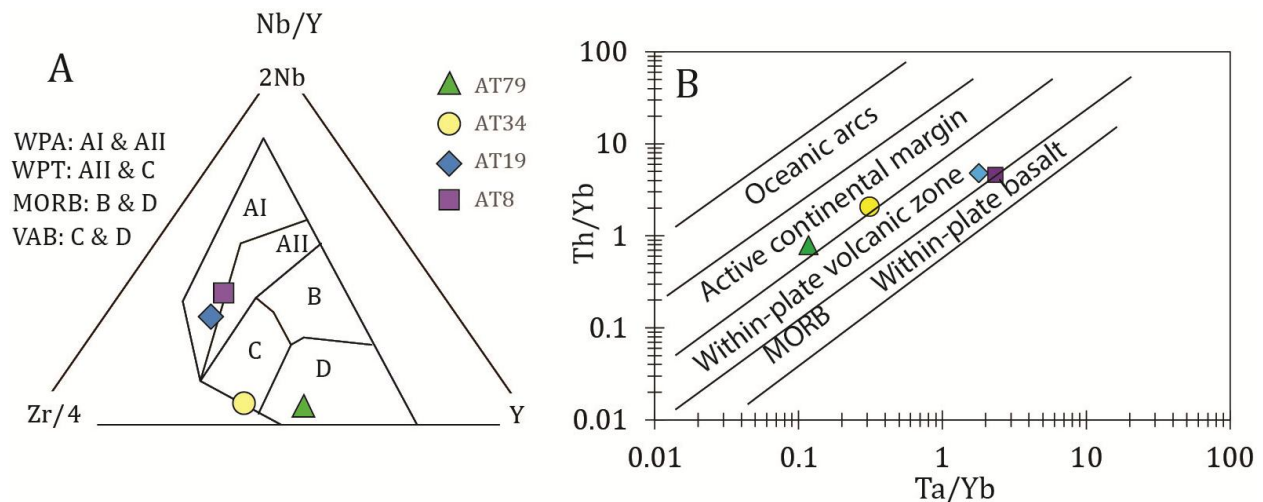 Nb/Y
A
2Nb
AT79
AT34
AT19
AT8
WPA: AI & AII
WPT: AII & C
MORB: B & D
VAB: C & D
AI
AII
B
C
D
Zr/4
Y
B
100
10
1
0.1
0.01
Th/Yb
Oceanic arcs
Active continental margin
Within-plate volcanic zone
Within-plate basalt
MORB
0.01
0.1
1
10
100
Ta/Yb